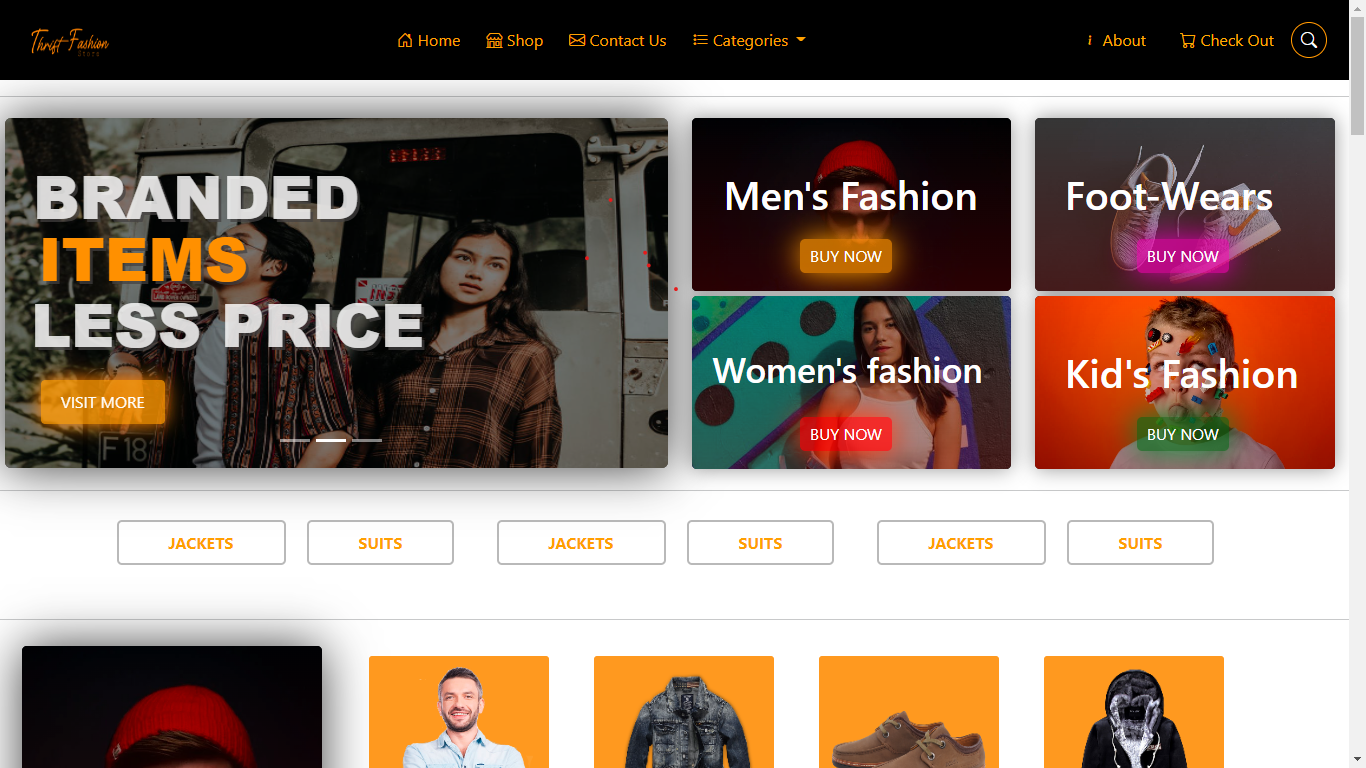 Thrift Fashion
Store
Home
Shop
Contact Us
Categories
About
Check Out
BRANDED
ITEMS
LESS PRICE
VISIT MORE
F 18
Men's Fashion
BUY NOW
Foot-Wears
BUY NOW
Women's fashion
BUY NOW
Kid's Fashion
BUY NOW
JACKETS
SUITS
JACKETS
SUITS
JACKETS
SUITS